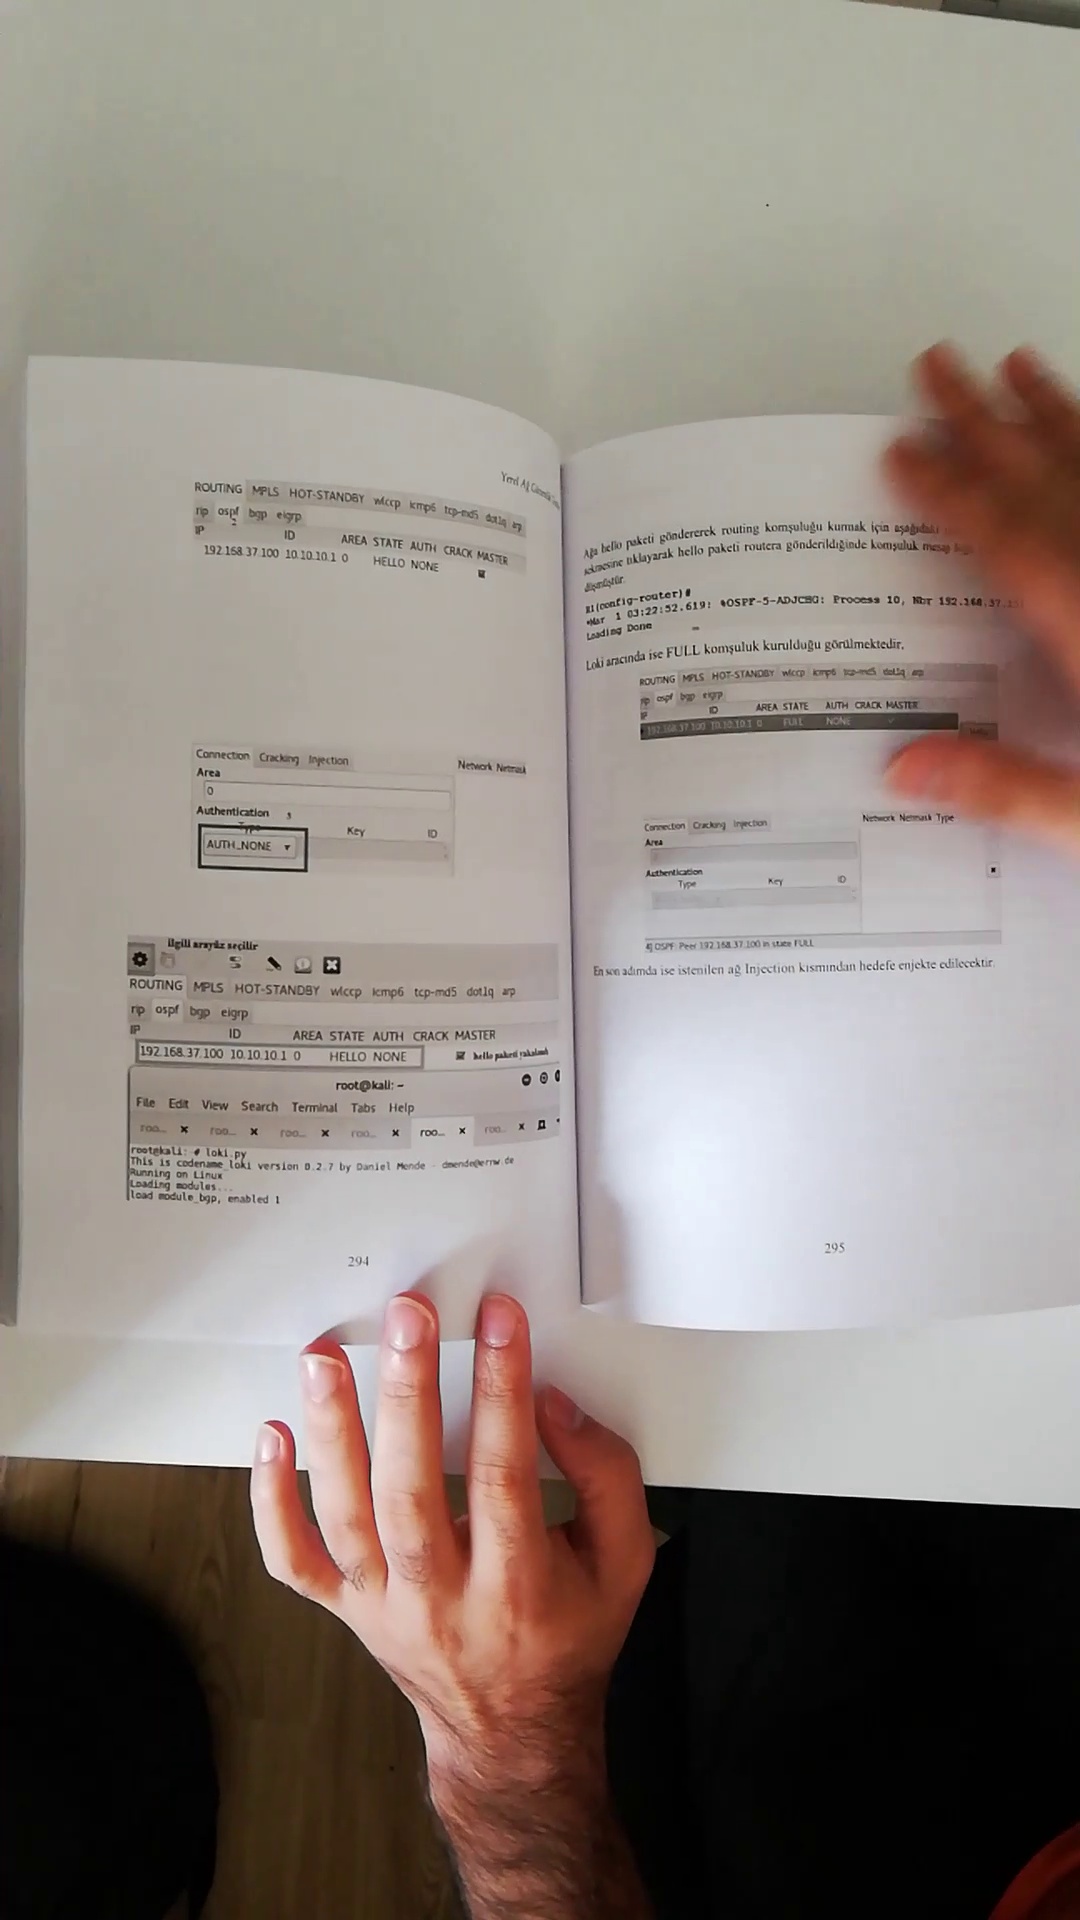 Yerel Ağ Güvenlik
ROUTING MPLS HOT-STANDBY wlccp icmp6 tcp-md5 dot1q arp
rip ospf bgp eigrp
IP ID AREA STATE AUTH CRACK MASTER
192.168.37.100 10.10.10.1 0 HELLO NONE
Connection Cracking Injection
Network Netmask
Area
0
Authentication
Type Key ID
AUTH_NONE
ilgili arayüz seçilir
ROUTING MPLS HOT-STANDBY wlccp icmp6 tcp-md5 dot1q arp
rip ospf bgp eigrp
IP ID AREA STATE AUTH CRACK MASTER
192.168.37.100 10.10.10.1 0 HELLO NONE hello paketi yakalandı
root@kali: ~
File Edit View Search Terminal Tabs Help
roo... roo... roo... roo... roo... roo...
root@kali: # loki.py
This is codename_loki version 0.2.7 by Daniel Mende - dmende@ernw.de
Running on Linux
Loading modules...
load module_bgp, enabled 1
294
Ağa hello paketi göndererek routing komşuluğu kurmak için aşağıdaki
sekmesine tıklayarak hello paketi routera gönderildiğinde komşuluk mesajı
düşmüştür.
R1(config-router)#
*Mar 1 03:22:52.619: %OSPF-5-ADJCHG: Process 10, Nbr 192.168.37.
Loading Done
Loki aracında ise FULL komşuluk kurulduğu görülmektedir.
ROUTING MPLS HOT-STANDBY wlccp icmp6 tcp-md5 dot1q arp
rip ospf bgp eigrp
IP ID AREA STATE AUTH CRACK MASTER
192.168.37.100 10.10.10.1 0 FULL NONE
Hello
Connection Cracking Injection
Network Netmask Type
Area
Authentication
Type Key ID
OSPF: Peer 192.168.37.100 in state FULL
En son adımda ise istenilen ağ Injection kısmından hedefe enjekte edilecektir.
295